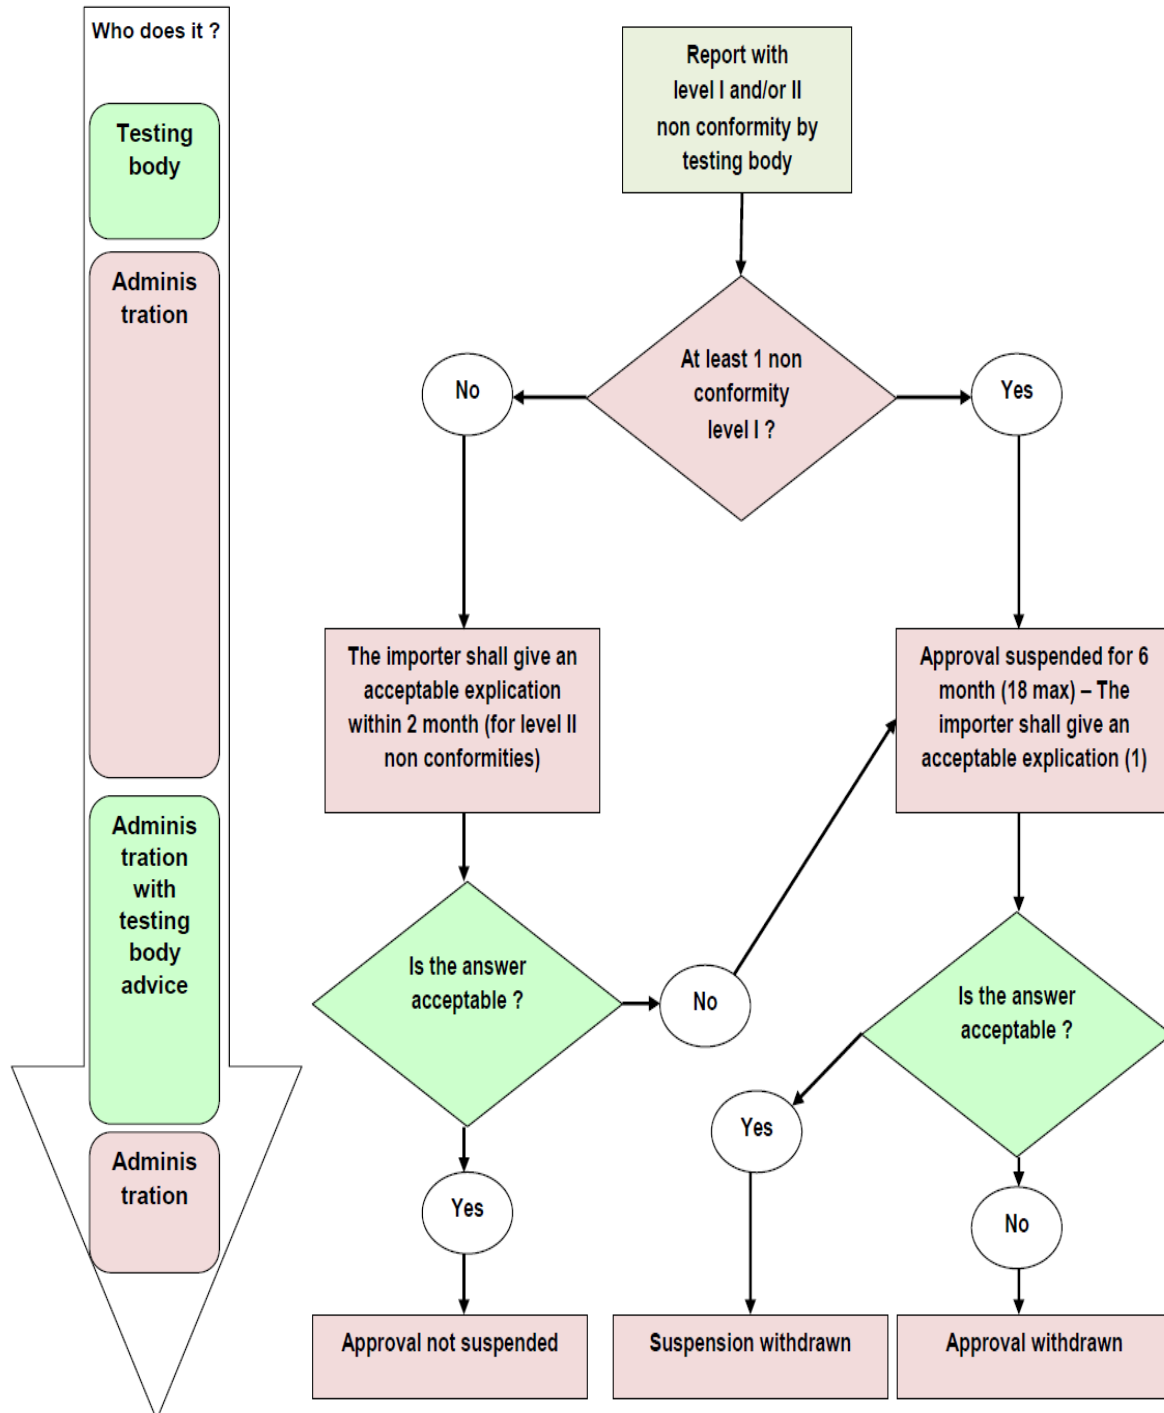 Who does it ?
Testing
body
Adminis
tration
Adminis
tration
with
testing
body
advice
Adminis
tration
Report with
level I and/or II
non conformity by
testing body
At least 1 non
conformity
level I ?
No
Yes
The importer shall give an
acceptable explication
within 2 month (for level II
non conformities)
Approval suspended for 6
month (18 max) – The
importer shall give an
acceptable explication (1)
Is the answer
acceptable ?
No
Is the answer
acceptable ?
Yes
Yes
No
Approval not suspended
Suspension withdrawn
Approval withdrawn